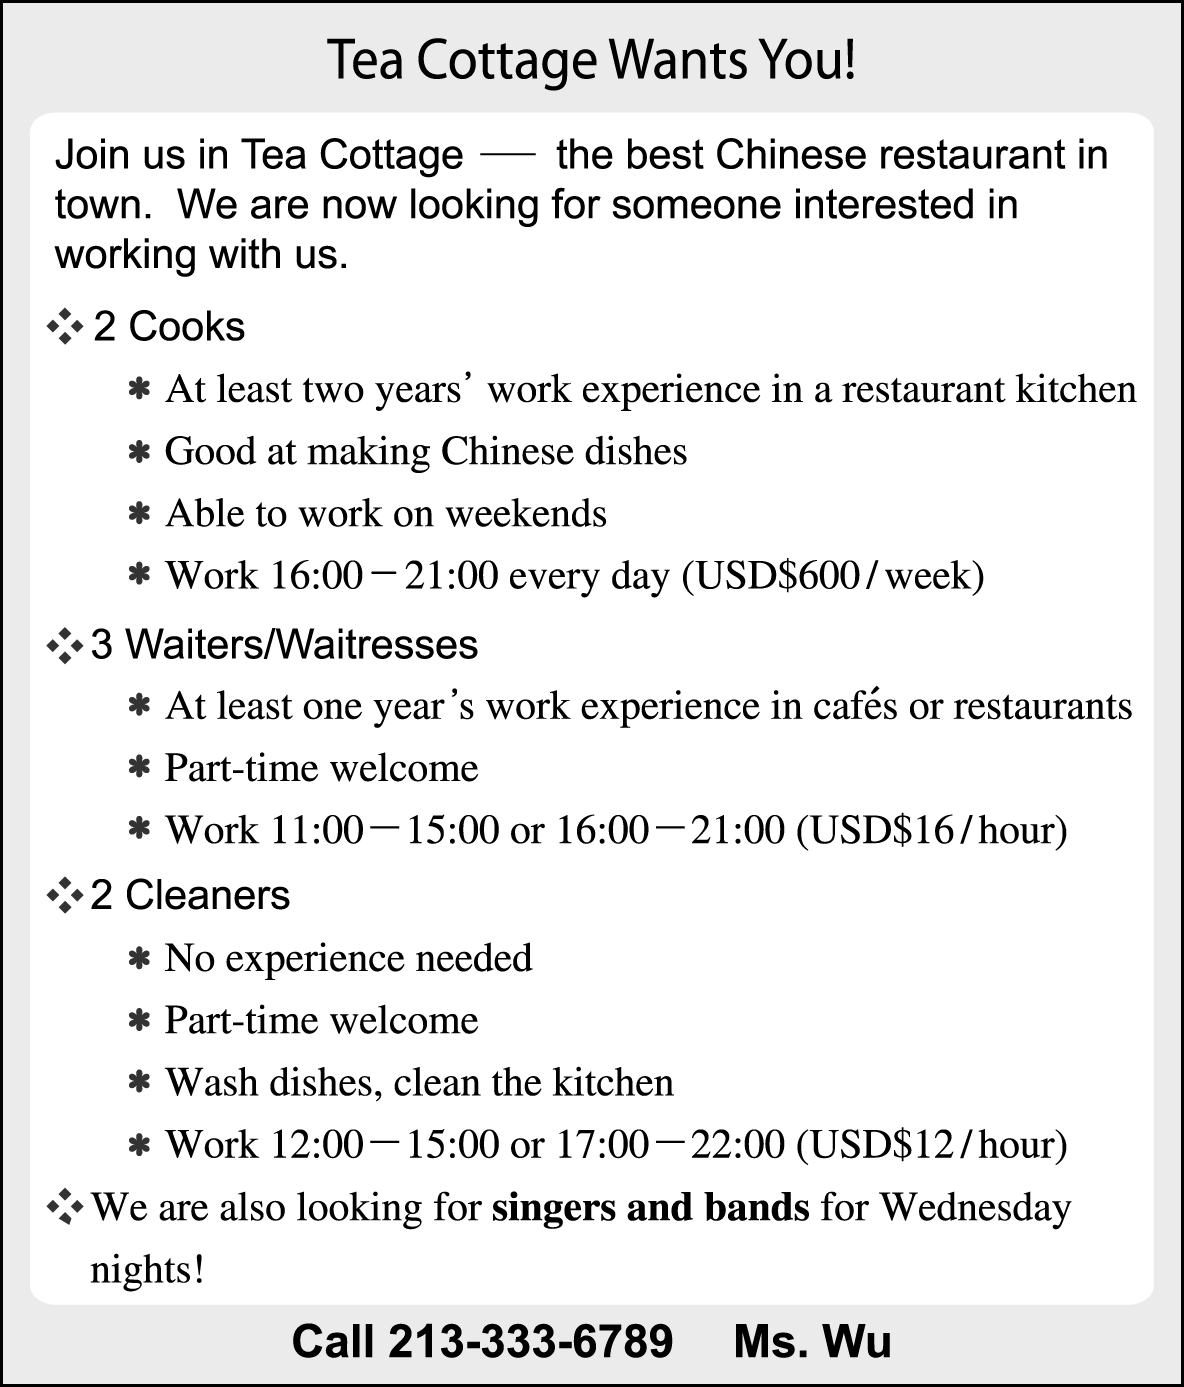 Tea Cottage Wants You!
Join us in Tea Cottage — the best Chinese restaurant in
town. We are now looking for someone interested in
working with us.
❖ 2 Cooks
✱ At least two years’ work experience in a restaurant kitchen
✱ Good at making Chinese dishes
✱ Able to work on weekends
✱ Work 16:00－21:00 every day (USD$600/week)
❖ 3 Waiters/Waitresses
✱ At least one year’s work experience in cafés or restaurants
✱ Part-time welcome
✱ Work 11:00－15:00 or 16:00－21:00 (USD$16/hour)
❖ 2 Cleaners
✱ No experience needed
✱ Part-time welcome
✱ Wash dishes, clean the kitchen
✱ Work 12:00－15:00 or 17:00－22:00 (USD$12/hour)
❖ We are also looking for singers and bands for Wednesday
nights!
Call 213-333-6789 Ms. Wu